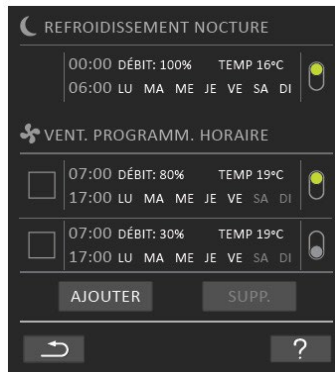 REFROIDISSEMENT NOCTURE
00:00 DÉBIT: 100% TEMP 16°C
06:00 LU MA ME JE VE SA DI
VENT. PROGRAMM. HORAIRE
07:00 DÉBIT: 80% TEMP 19°C
17:00 LU MA ME JE VE SA DI
07:00 DÉBIT: 30% TEMP 19°C
17:00 LU MA ME JE VE SA DI
AJOUTER SUPP.
?